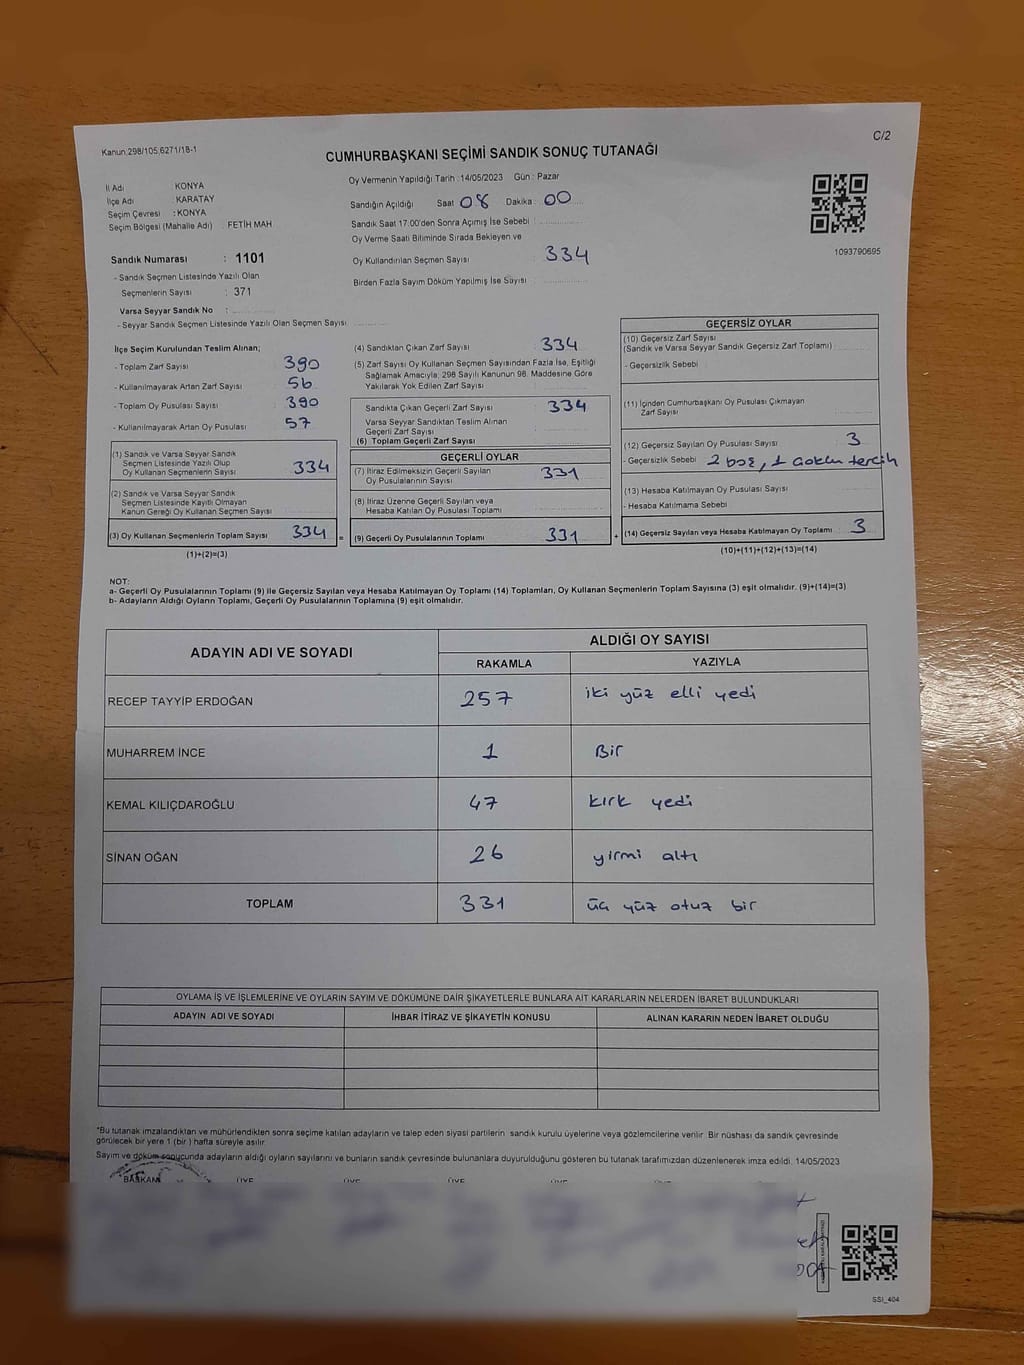 C/2
Kanun:298/105;6271/18-1
CUMHURBAŞKANI SEÇİMİ SANDIK SONUÇ TUTANAĞI
İl Adı KONYA
İlçe Adı : KARATAY
Seçim Çevresi : KONYA
Seçim Bölgesi (Mahalle Adı) : FETİH MAH
Sandık Numarası : 1101
- Sandık Seçmen Listesinde Yazılı Olan
Seçmenlerin Sayısı : 371
Varsa Seyyar Sandık No :
- Seyyar Sandık Seçmen Listesinde Yazılı Olan Seçmen Sayısı
Oy Vermenin Yapıldığı Tarih : 14/05/2023 Gün : Pazar
Sandığın Açıldığı Saat 08 Dakika : 00
Sandık Saat 17:00'den Sonra Açımış İse Sebebi
Oy Verme Saati Bitiminde Sırada Bekleyen ve
Oy Kullandırılan Seçmen Sayısı 334
Birden Fazla Sayım Döküm Yapılmış İse Sayısı
1093790695
İlçe Seçim Kurulundan Teslim Alınan;
- Toplam Zarf Sayısı : 390
- Kullanılmayarak Artan Zarf Sayısı : 56
- Toplam Oy Pusulası Sayısı : 390
- Kullanılmayarak Artan Oy Pusulası : 57
(1) Sandık ve Varsa Seyyar Sandık
Seçmen Listesinde Yazılı Olup
Oy Kullanan Seçmenlerin Sayısı 334
(2) Sandık ve Varsa Seyyar Sandık
Seçmen Listesinde Kayıtlı Olmayan
Kanun Gereği Oy Kullanan Seçmen Sayısı
(3) Oy Kullanan Seçmenlerin Toplam Sayısı 334 =
(1)+(2)=(3)
(4) Sandıktan Çıkan Zarf Sayısı 334
(5) Zarf Sayısı Oy Kullanan Seçmen Sayısından Fazla İse, Eşitliği
Sağlamak Amacıyla, 298 Sayılı Kanunun 98. Maddesine Göre
Yakılarak Yok Edilen Zarf Sayısı
Sandıkta Çıkan Geçerli Zarf Sayısı 334
Varsa Seyyar Sandıktan Teslim Alınan
Geçerli Zarf Sayısı
(6) Toplam Geçerli Zarf Sayısı
GEÇERLİ OYLAR
(7) İtiraz Edilmeksizin Geçerli Sayılan
Oy Pusulalarının Sayısı 331
(8) İtiraz Üzerine Geçerli Sayılan veya
Hesaba Katılan Oy Pusulası Toplamı
(9) Geçerli Oy Pusulalarının Toplamı 331 +
GEÇERSİZ OYLAR
(10) Geçersiz Zarf Sayısı
(Sandık ve Varsa Seyyar Sandık Geçersiz Zarf Toplamı)
- Geçersizlik Sebebi
(11) İçinden Cumhurbaşkanı Oy Pusulası Çıkmayan
Zarf Sayısı
(12) Geçersiz Sayılan Oy Pusulası Sayısı 3
- Geçersizlik Sebebi 2 boş, 1 çoklu tercih
(13) Hesaba Katılmayan Oy Pusulası Sayısı
- Hesaba Katılmama Sebebi
(14) Geçersiz Sayılan veya Hesaba Katılmayan Oy Toplamı 3
(10)+(11)+(12)+(13)=(14)
NOT:
a- Geçerli Oy Pusulalarının Toplamı (9) ile Geçersiz Sayılan veya Hesaba Katılmayan Oy Toplamı (14) Toplamları, Oy Kullanan Seçmenlerin Toplam Sayısına (3) eşit olmalıdır. (9)+(14)=(3)
b- Adayların Aldığı Oyların Toplamı, Geçerli Oy Pusulalarının Toplamına (9) eşit olmalıdır.
ADAYIN ADI VE SOYADI ALDIĞI OY SAYISI
RAKAMLA YAZIYLA
RECEP TAYYİP ERDOĞAN 257 iki yüz elli yedi
MUHARREM İNCE 1 Bir
KEMAL KILIÇDAROĞLU 47 kırk yedi
SİNAN OĞAN 26 yirmi altı
TOPLAM 331 üç yüz otuz bir
OYLAMA İŞ VE İŞLEMLERİNE VE OYLARIN SAYIM VE DÖKÜMÜNE DAİR ŞİKAYETLERLE BUNLARA AİT KARARLARIN NELERDEN İBARET BULUNDUKLARI
ADAYIN ADI VE SOYADI İHBAR İTİRAZ VE ŞİKAYETİN KONUSU ALINAN KARARIN NEDEN İBARET OLDUĞU
*Bu tutanak imzalandıktan ve mühürlendikten sonra seçime katılan adayların ve talep eden siyasi partilerin sandık kurulu üyelerine veya gözlemcilerine verilir. Bir nüshası da sandık çevresinde
görülecek bir yere 1 (bir) hafta süreyle asılır
Sayım ve döküm sonucunda adayların aldığı oyların sayılarını ve bunların sandık çevresinde bulunanlara duyurulduğunu gösteren bu tutanak tarafımızdan düzenlenerek imza edildi. 14/05/2023
BAŞKAN ÜYE ÜYE ÜYE ÜYE ÜYE
SSI_404